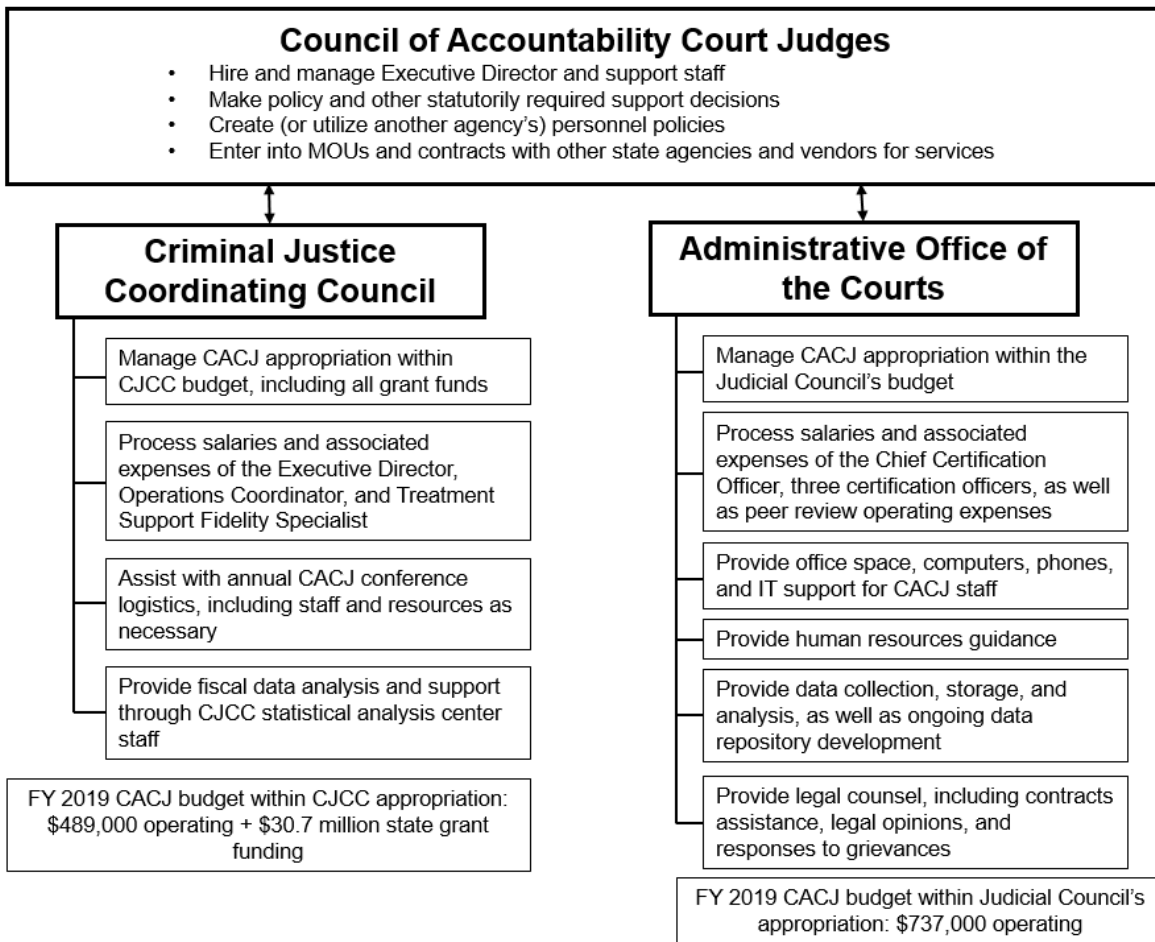 Council of Accountability Court Judges
• Hire and manage Executive Director and support staff
• Make policy and other statutorily required support decisions
• Create (or utilize another agency's) personnel policies
• Enter into MOUs and contracts with other state agencies and vendors for services
Criminal Justice
Coordinating Council
Manage CACJ appropriation within
CJCC budget, including all grant funds
Process salaries and associated
expenses of the Executive Director,
Operations Coordinator, and Treatment
Support Fidelity Specialist
Assist with annual CACJ conference
logistics, including staff and resources as
necessary
Provide fiscal data analysis and support
through CJCC statistical analysis center
staff
FY 2019 CACJ budget within CJCC appropriation:
$489,000 operating + $30.7 million state grant
funding
Administrative Office of
the Courts
Manage CACJ appropriation within the
Judicial Council's budget
Process salaries and associated
expenses of the Chief Certification
Officer, three certification officers, as well
as peer review operating expenses
Provide office space, computers, phones,
and IT support for CACJ staff
Provide human resources guidance
Provide data collection, storage, and
analysis, as well as ongoing data
repository development
Provide legal counsel, including contracts
assistance, legal opinions, and
responses to grievances
FY 2019 CACJ budget within Judicial Council's
appropriation: $737,000 operating